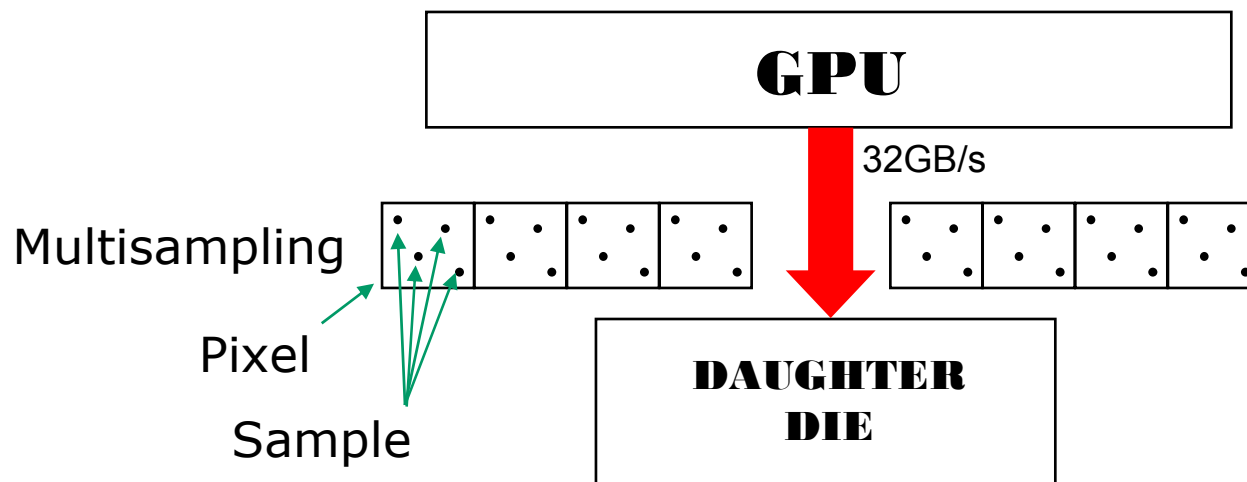 GPU
32GB/s
Multisampling
Pixel
Sample
DAUGHTER
DIE